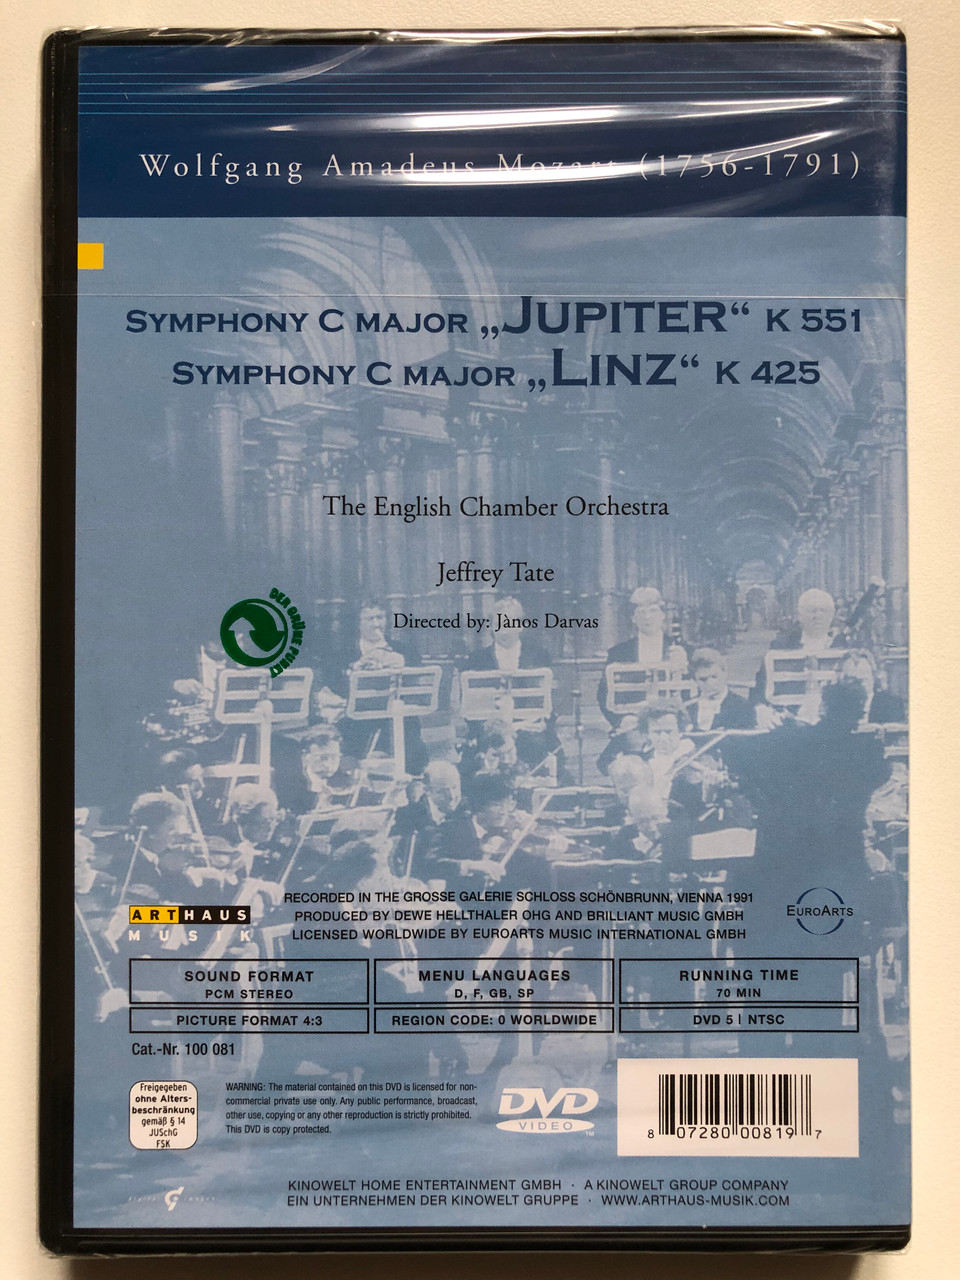 Wolfgang Amadeus Mozart (1756-1791)
SYMPHONY C MAJOR „JUPITER“ K 551
SYMPHONY C MAJOR „LINZ“ K 425
The English Chamber Orchestra
Jeffrey Tate
Directed by: Jànos Darvas
DER GRÜNE PUNKT
RECORDED IN THE GROSSE GALERIE SCHLOSS SCHÖNBRUNN, VIENNA 1991
PRODUCED BY DEWE HELLTHALER OHG AND BRILLIANT MUSIC GMBH
LICENSED WORLDWIDE BY EUROARTS MUSIC INTERNATIONAL GMBH
ARTHAUS
MUSIK
EUROARTS
SOUND FORMAT
PCM STEREO
MENU LANGUAGES
D, F, GB, SP
RUNNING TIME
70 MIN
PICTURE FORMAT 4:3
REGION CODE: 0 WORLDWIDE
DVD 5 | NTSC
Cat.-Nr. 100 081
Freigegeben
ohne Alters-
beschränkung
gemäß § 14
JUSchG
FSK
WARNING: The material contained on this DVD is licensed for non-
commercial private use only. Any public performance, broadcast,
other use, copying or any other reproduction is strictly prohibited.
This DVD is copy protected.
DVD
VIDEO
TM
8 07280 00819 7
KINOWELT HOME ENTERTAINMENT GMBH · A KINOWELT GROUP COMPANY
EIN UNTERNEHMEN DER KINOWELT GRUPPE · WWW.ARTHAUS-MUSIK.COM